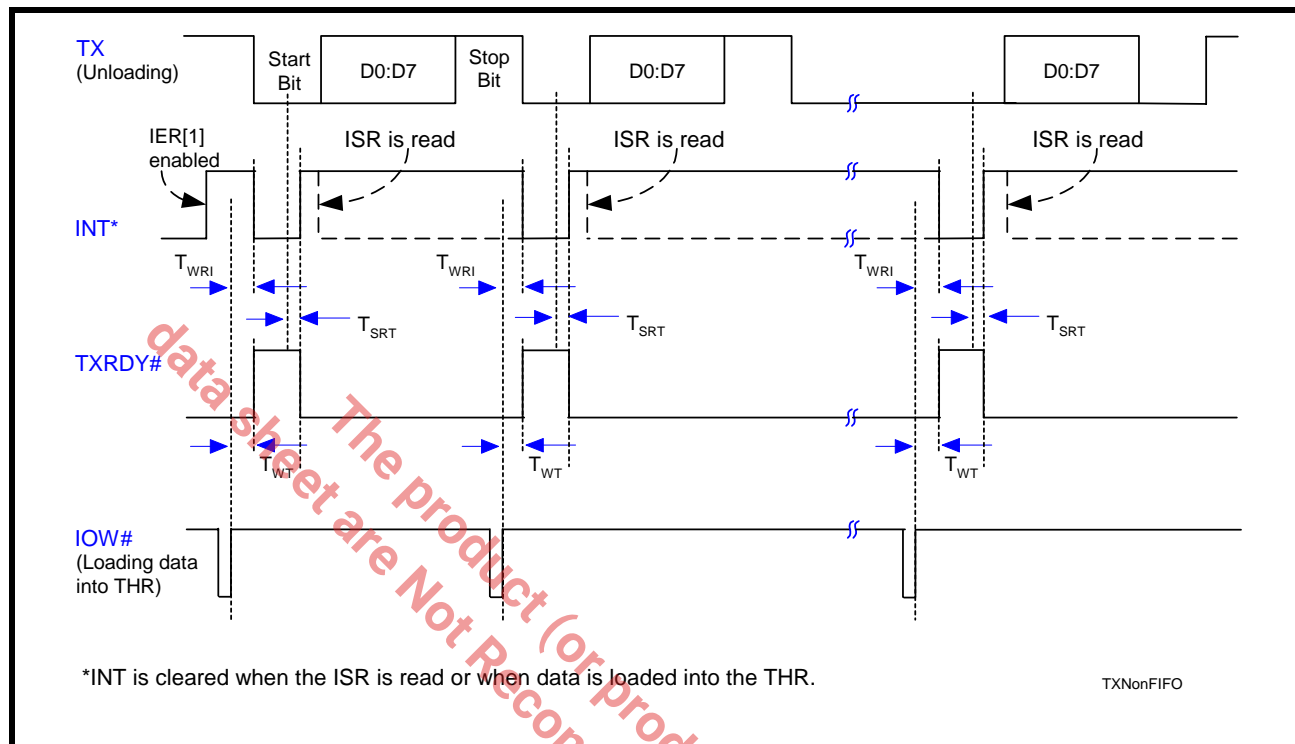 TX
(Unloading)
Start
Bit
D0:D7
Stop
Bit
D0:D7
D0:D7
IER[1]
enabled
ISR is read
ISR is read
ISR is read
INT*
TWRI
TWRI
TWRI
TSRT
TSRT
TSRT
TXRDY#
TWT
TWT
TWT
IOW#
(Loading data
into THR)
*INT is cleared when the ISR is read or when data is loaded into the THR.
TXNonFIFO
The product (or prod
data sheet are Not Recon